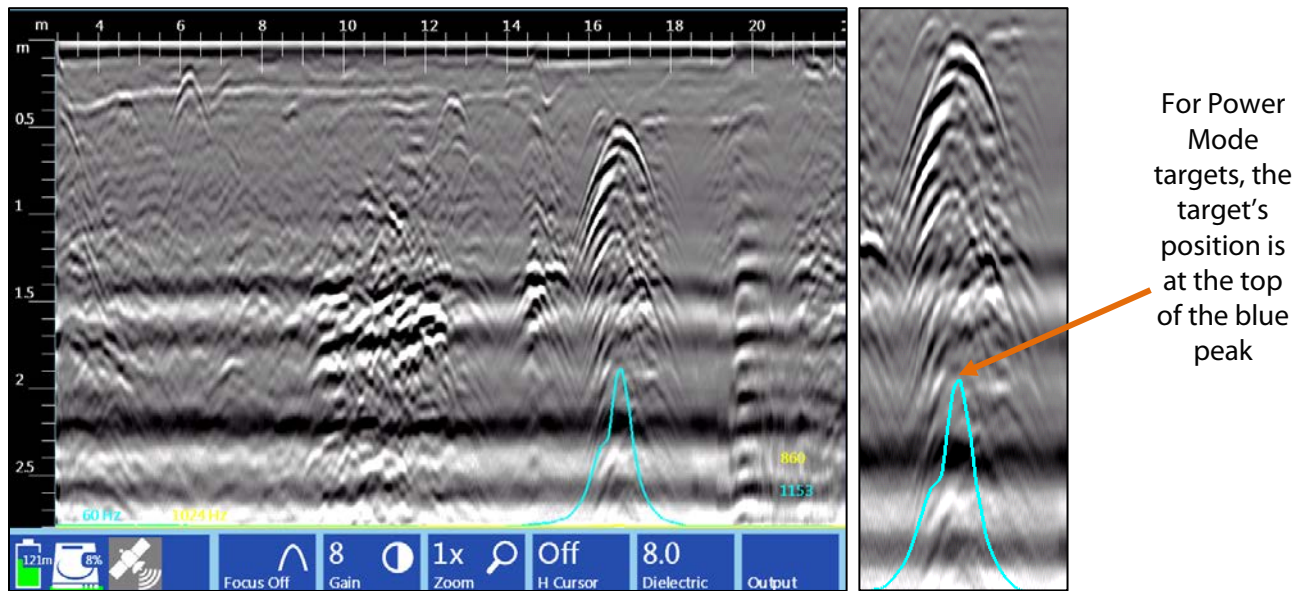 m 4 6 8 10 12 14 16 18 20
m
0.5
1
1.5
2
2.5
860
1153
60 Hz 1024 Hz
121m 8% Focus Off 8 Gain 1x Zoom Off H Cursor 8.0 Dielectric Output
For Power
Mode
targets, the
target's
position is
at the top
of the blue
peak